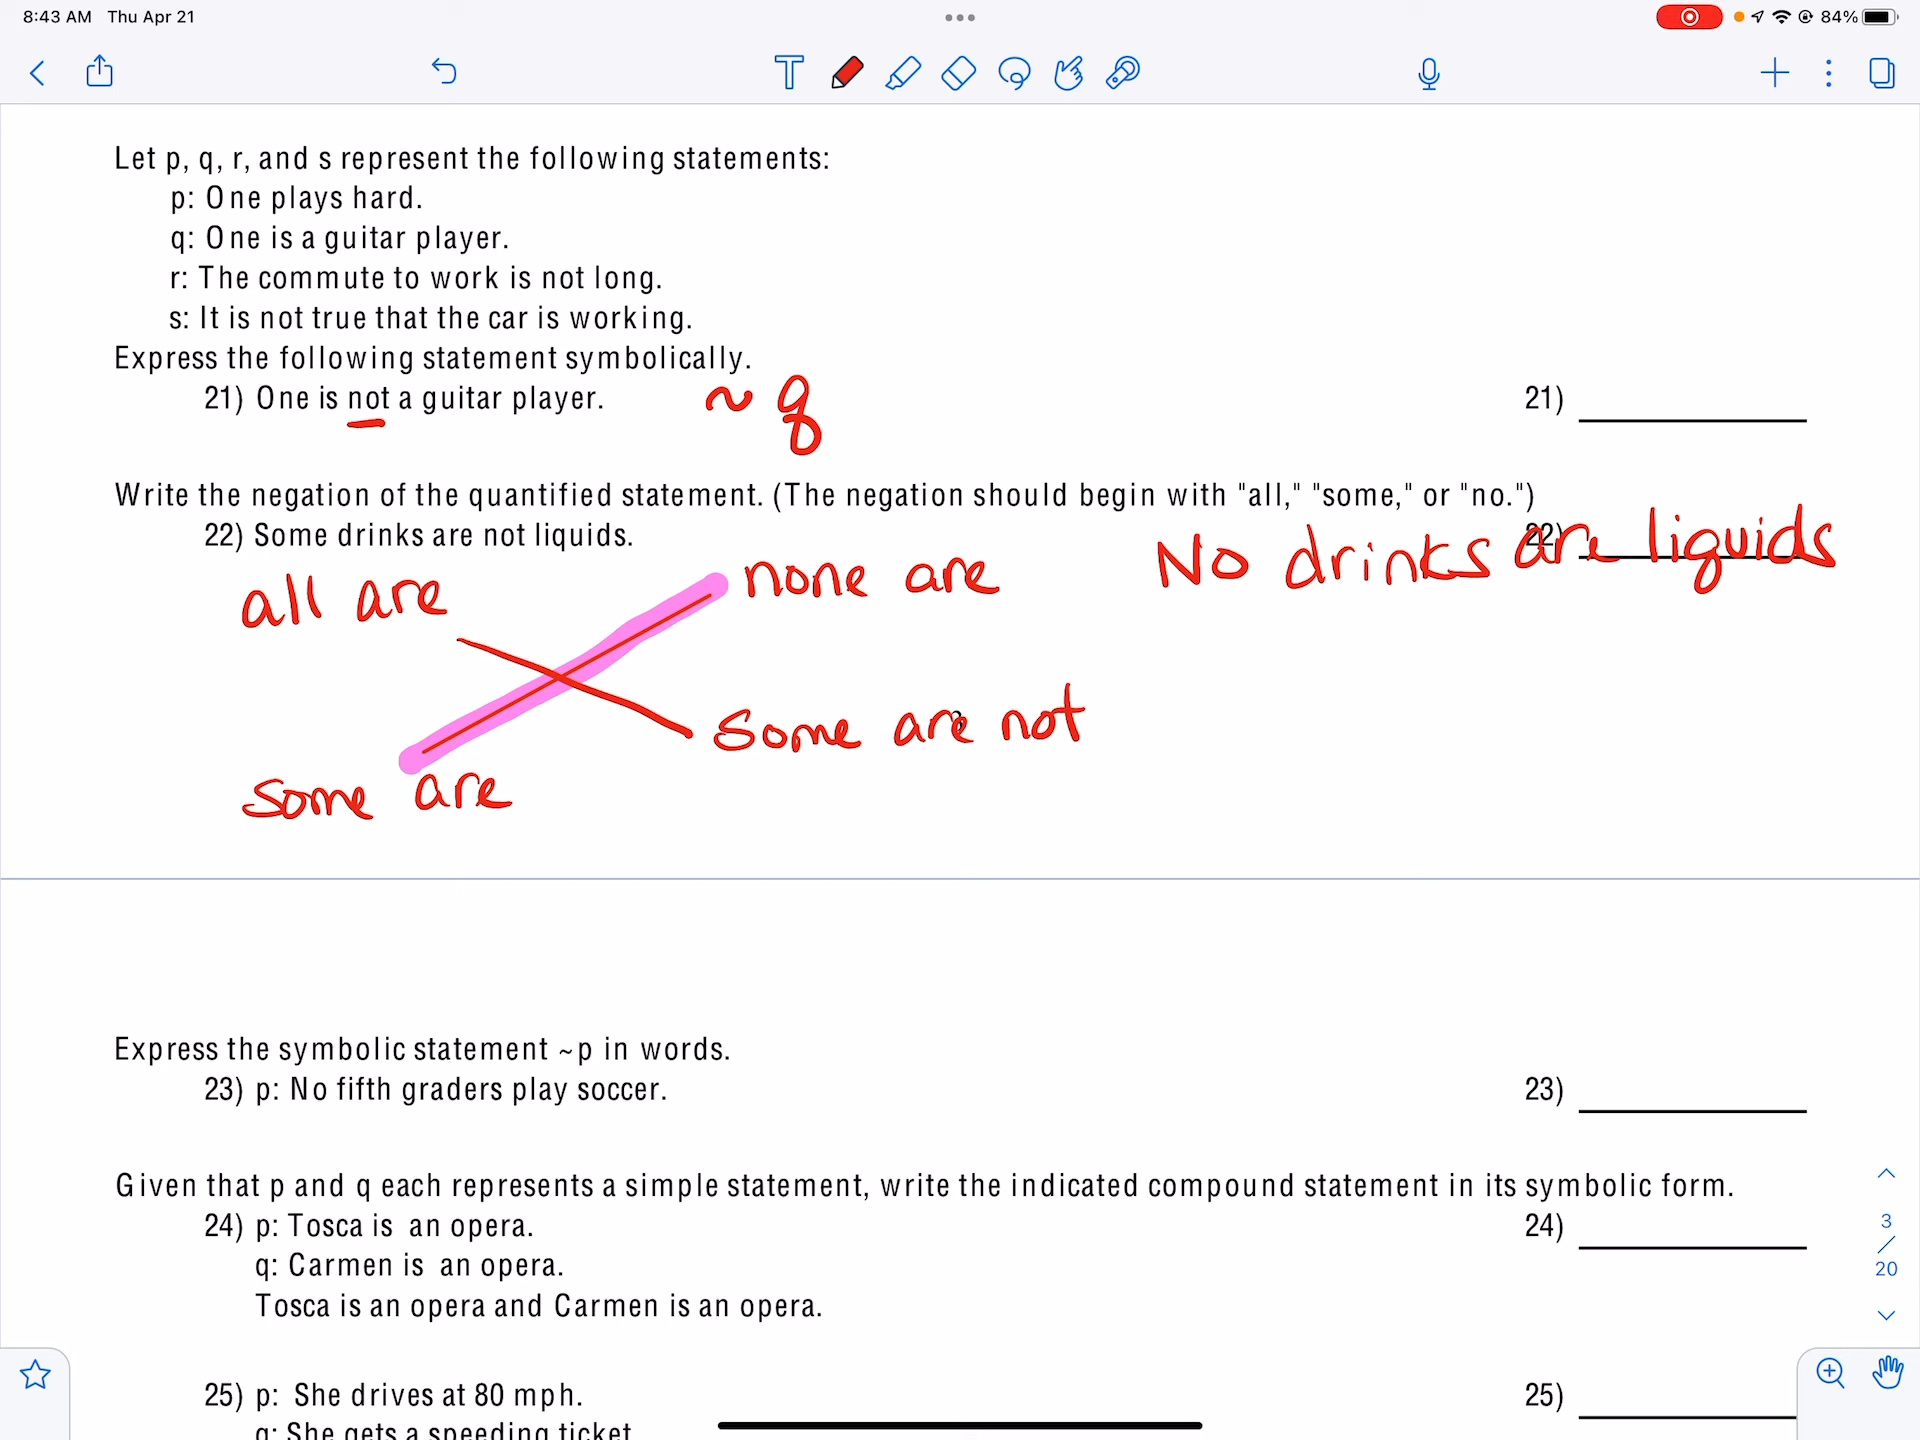 8:43 AM Thu Apr 21
84%
Let p, q, r, and s represent the following statements:
p: One plays hard.
q: One is a guitar player.
r: The commute to work is not long.
s: It is not true that the car is working.
Express the following statement symbolically.
21) One is not a guitar player. ~ q 21)
Write the negation of the quantified statement. (The negation should begin with "all," "some," or "no.")
22) Some drinks are not liquids. 22)
No drinks are liquids
all are none are
some are not
some are
Express the symbolic statement ~p in words.
23) p: No fifth graders play soccer. 23)
Given that p and q each represents a simple statement, write the indicated compound statement in its symbolic form.
24) p: Tosca is an opera. 24)
q: Carmen is an opera.
Tosca is an opera and Carmen is an opera.
3
/
20
25) p: She drives at 80 mph. 25)
q: She gets a speeding ticket